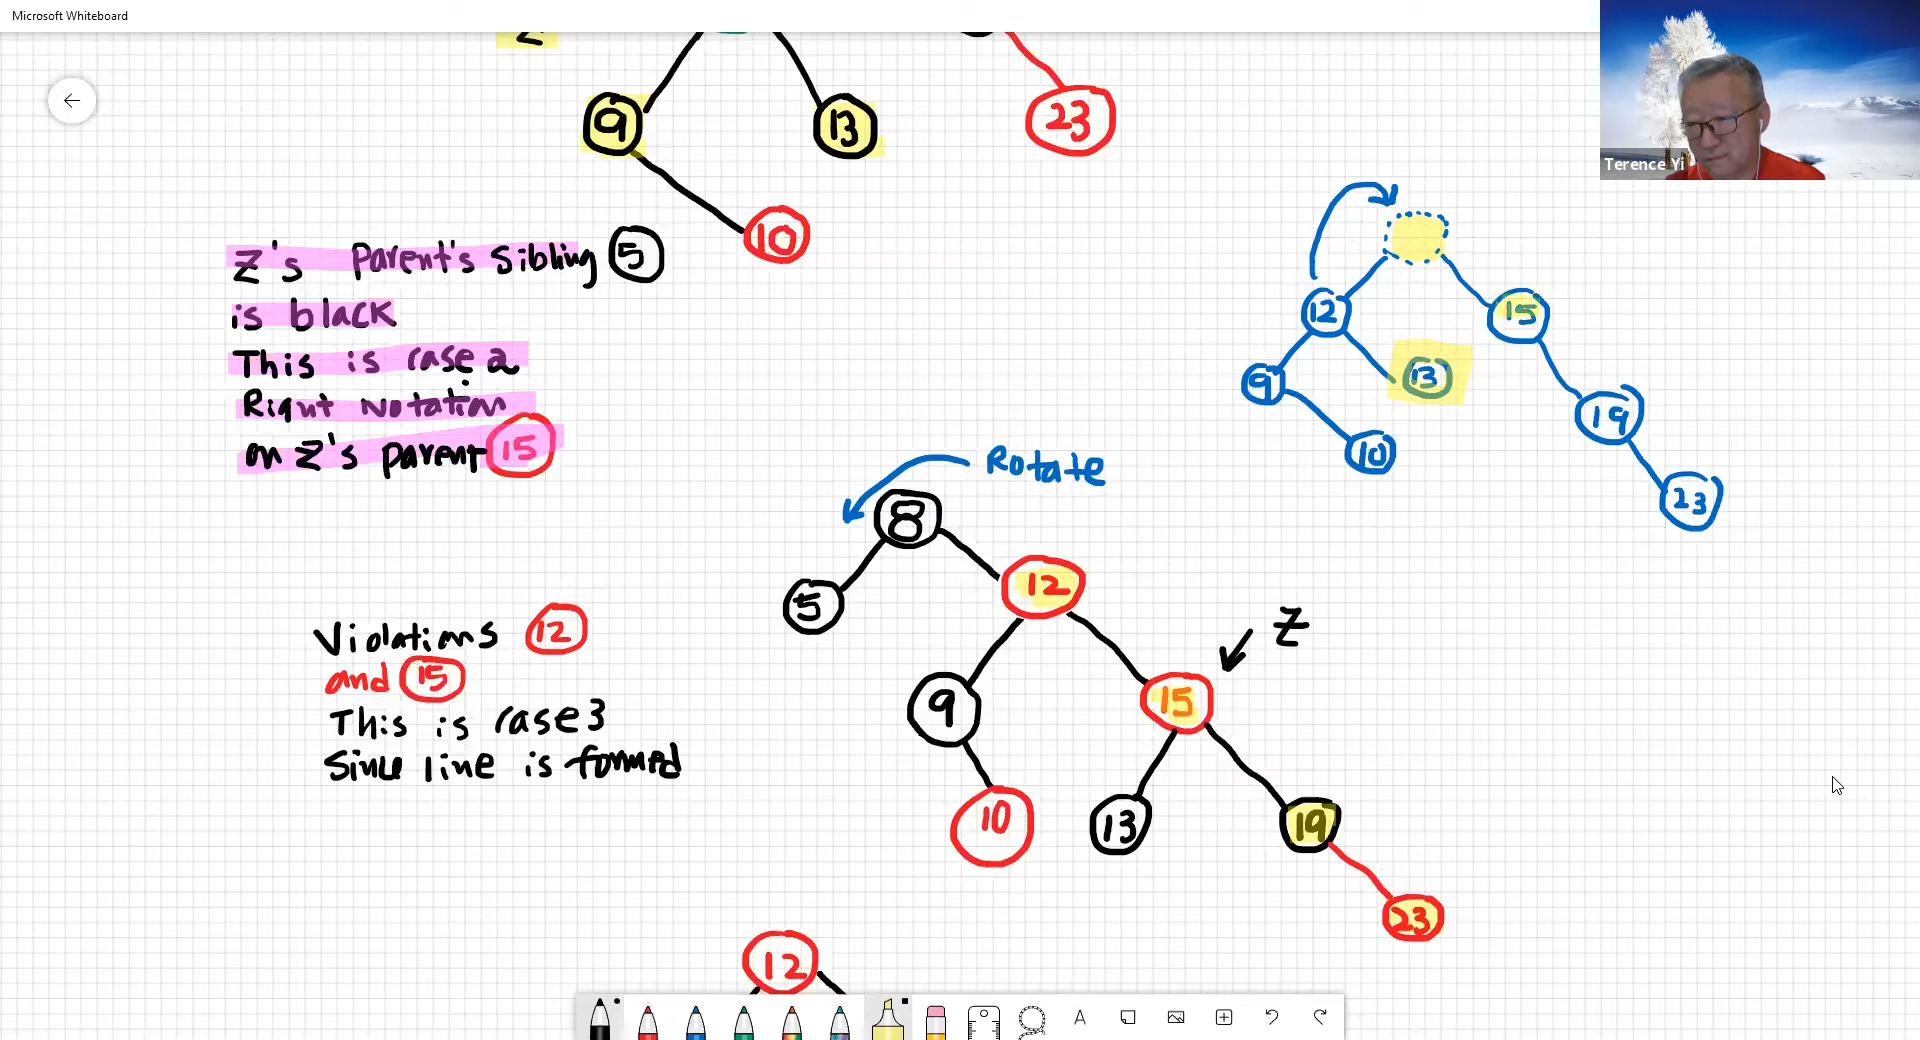 Microsoft Whiteboard
Terence Yi
Z
9
13
23
10
Z's Parent's Sibling 5
is black
This is case 2
Right Rotation
on Z's parent 15
12
15
9
13
19
10
23
Rotate
8
5
12
Z
9
15
10
13
19
23
Violations 12
and 15
This is case 3
Since line is formed
12
A